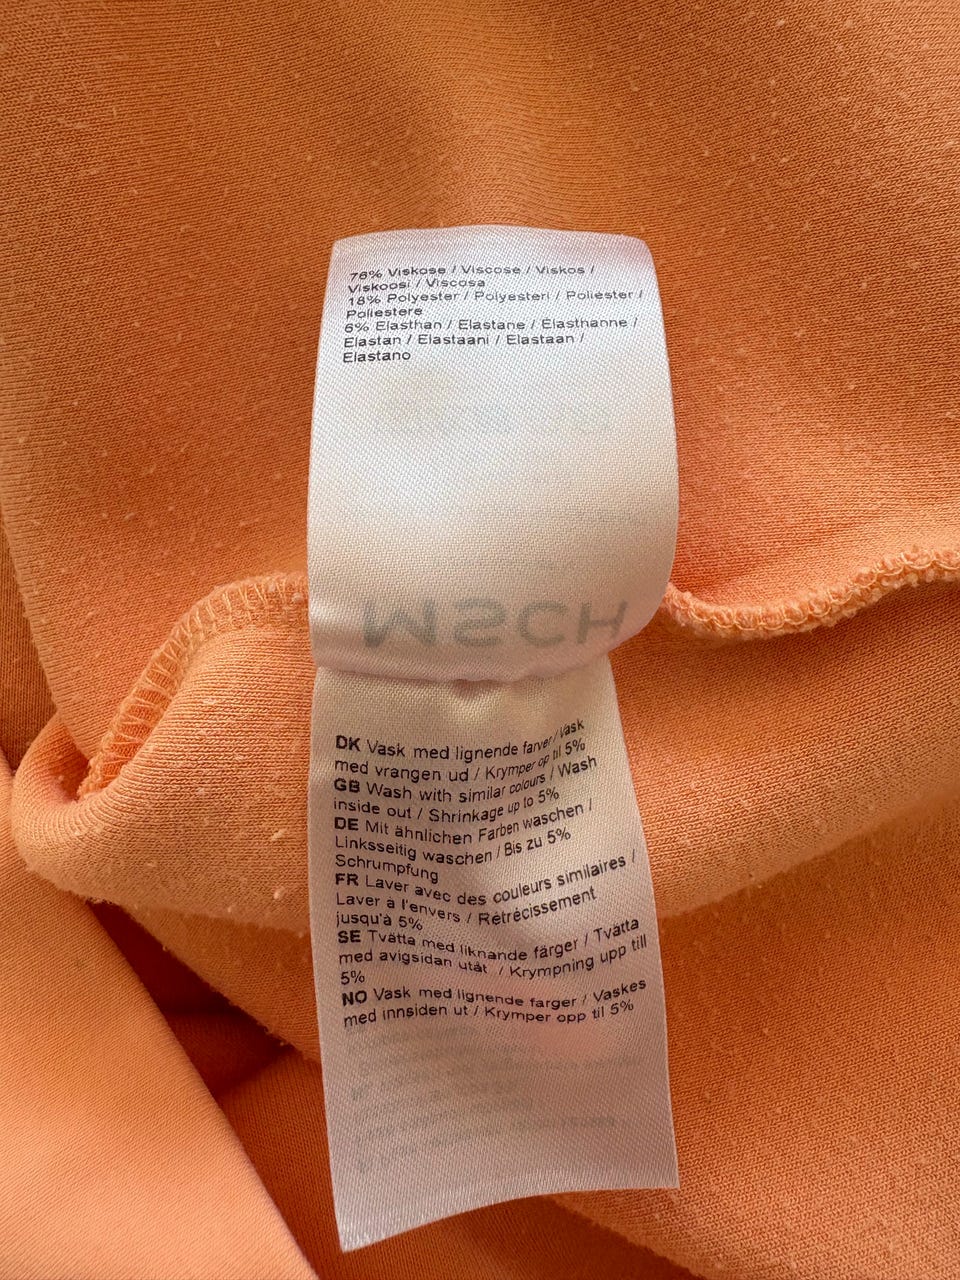 76% Viskose / Viscose / Viskos /
Viskoosi / Viscosa
18% Polyester / Polyesteri / Poliester /
Poliestere
6% Elasthan / Elastane / Élasthanne /
Elastan / Elastaani / Elastaan /
Elastano
MSCH
DK Vask med lignende farver / Vask
med vrangen ud / Krymper op til 5%
GB Wash with similar colours / Wash
inside out / Shrinkage up to 5%
DE Mit ähnlichen Farben waschen /
Linksseitig waschen / Bis zu 5%
Schrumpfung
FR Laver avec des couleurs similaires /
Laver à l'envers / Rétrécissement
jusqu'à 5%
SE Tvätta med liknande färger / Tvätta
med avigsidan utåt / Krympning upp till
5%
NO Vask med lignende farger / Vaskes
med innsiden ut / Krymper opp til 5%